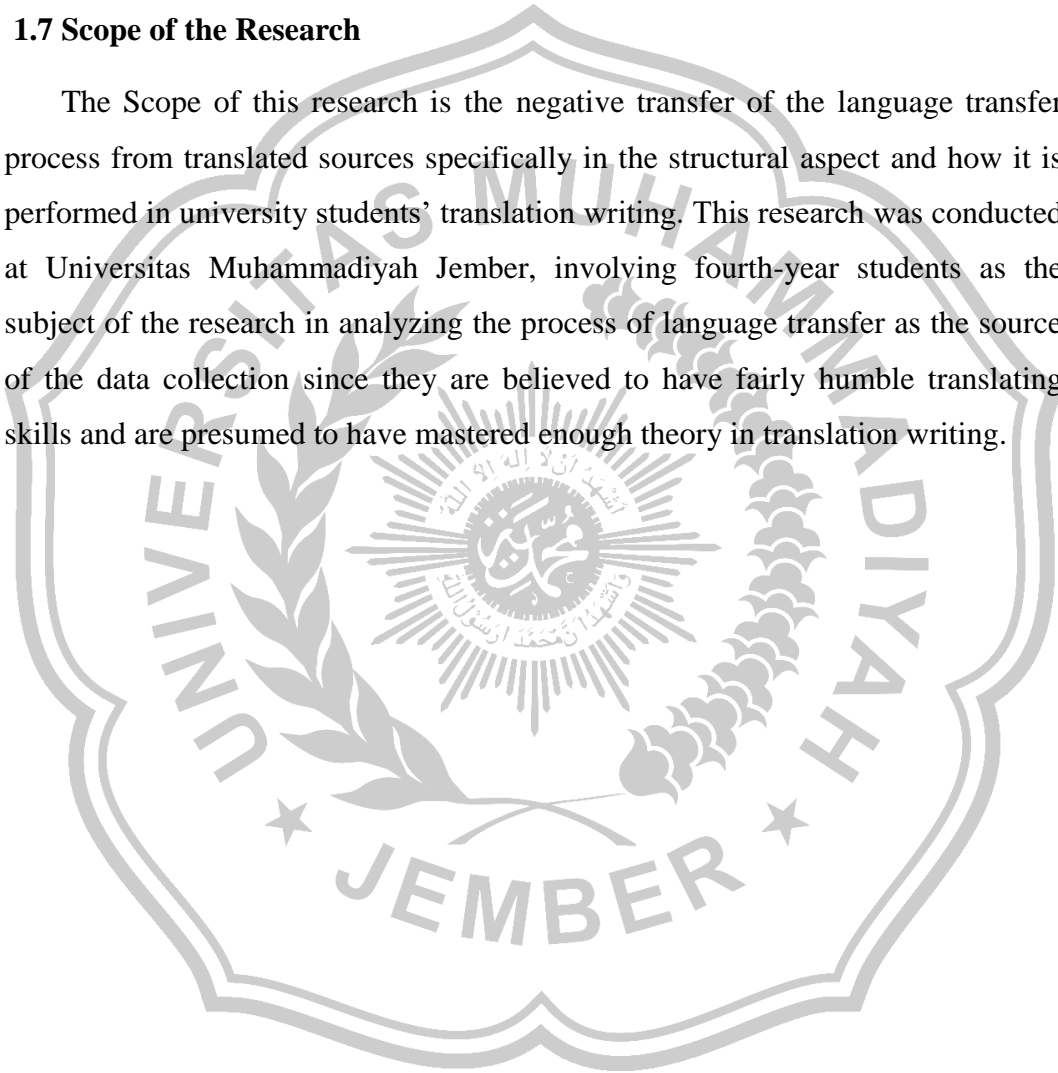 1.7 Scope of the Research
The Scope of this research is the negative transfer of the language transfer
process from translated sources specifically in the structural aspect and how it is
performed in university students’ translation writing. This research was conducted
at Universitas Muhammadiyah Jember, involving fourth-year students as the
subject of the research in analyzing the process of language transfer as the source
of the data collection since they are believed to have fairly humble translating
skills and are presumed to have mastered enough theory in translation writing.
UNIVERSITAS MUHAMMADIYAH
JEMBER